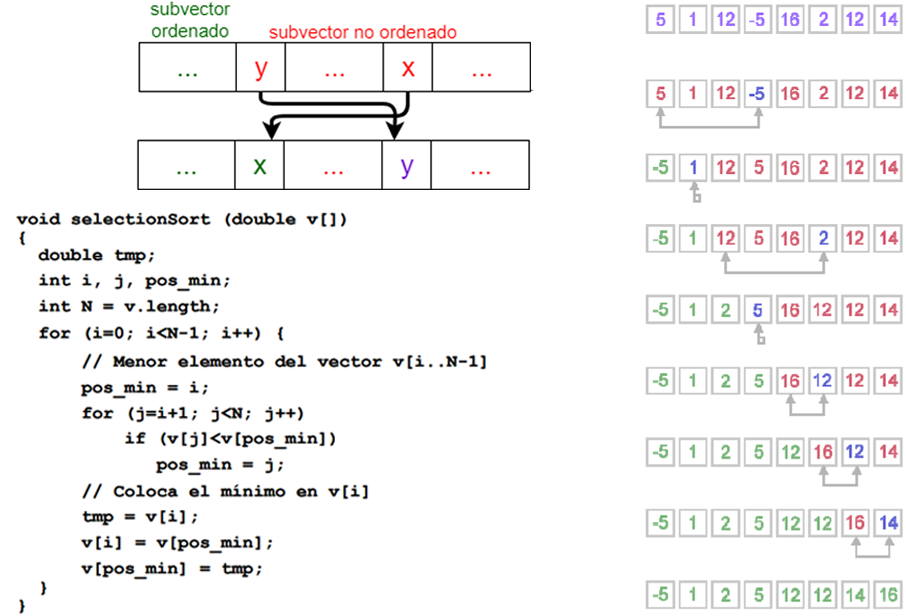 subvector
ordenado
subvector no ordenado
... y ... x ...
... x ... y ...
void selectionSort (double v[])
{
double tmp;
int i, j, pos_min;
int N = v.length;
for (i=0; i<N-1; i++) {
// Menor elemento del vector v[i..N-1]
pos_min = i;
for (j=i+1; j<N; j++)
if (v[j]<v[pos_min])
pos_min = j;
// Coloca el mínimo en v[i]
tmp = v[i];
v[i] = v[pos_min];
v[pos_min] = tmp;
}
}
5 1 12 -5 16 2 12 14
5 1 12 -5 16 2 12 14
-5 1 12 5 16 2 12 14
-5 1 12 5 16 2 12 14
-5 1 2 5 16 12 12 14
-5 1 2 5 16 12 12 14
-5 1 2 5 12 16 12 14
-5 1 2 5 12 12 16 14
-5 1 2 5 12 12 14 16